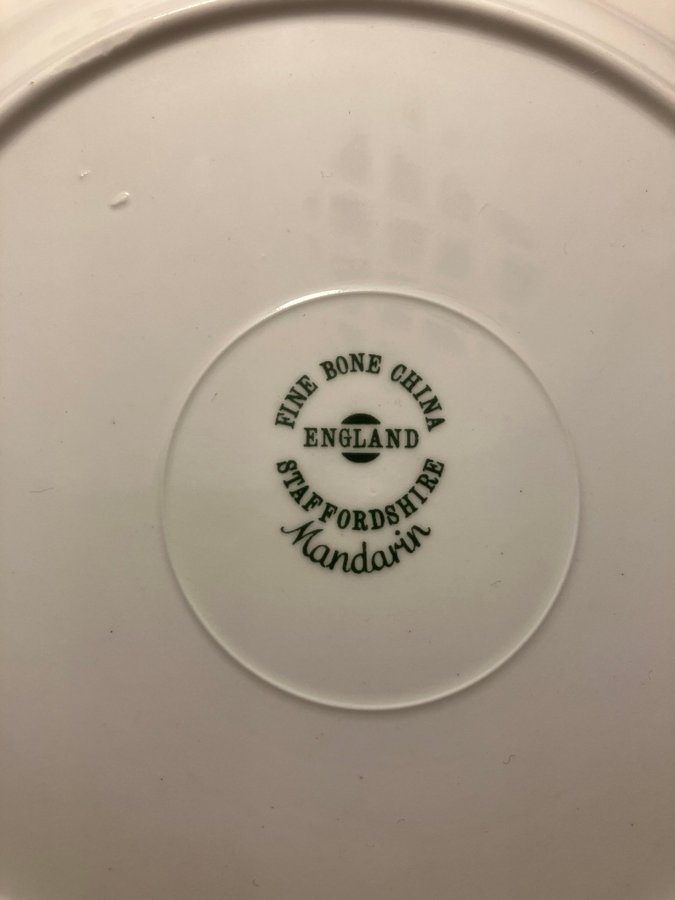 FINE BONE CHINA
ENGLAND
STAFFORDSHIRE
Mandarin